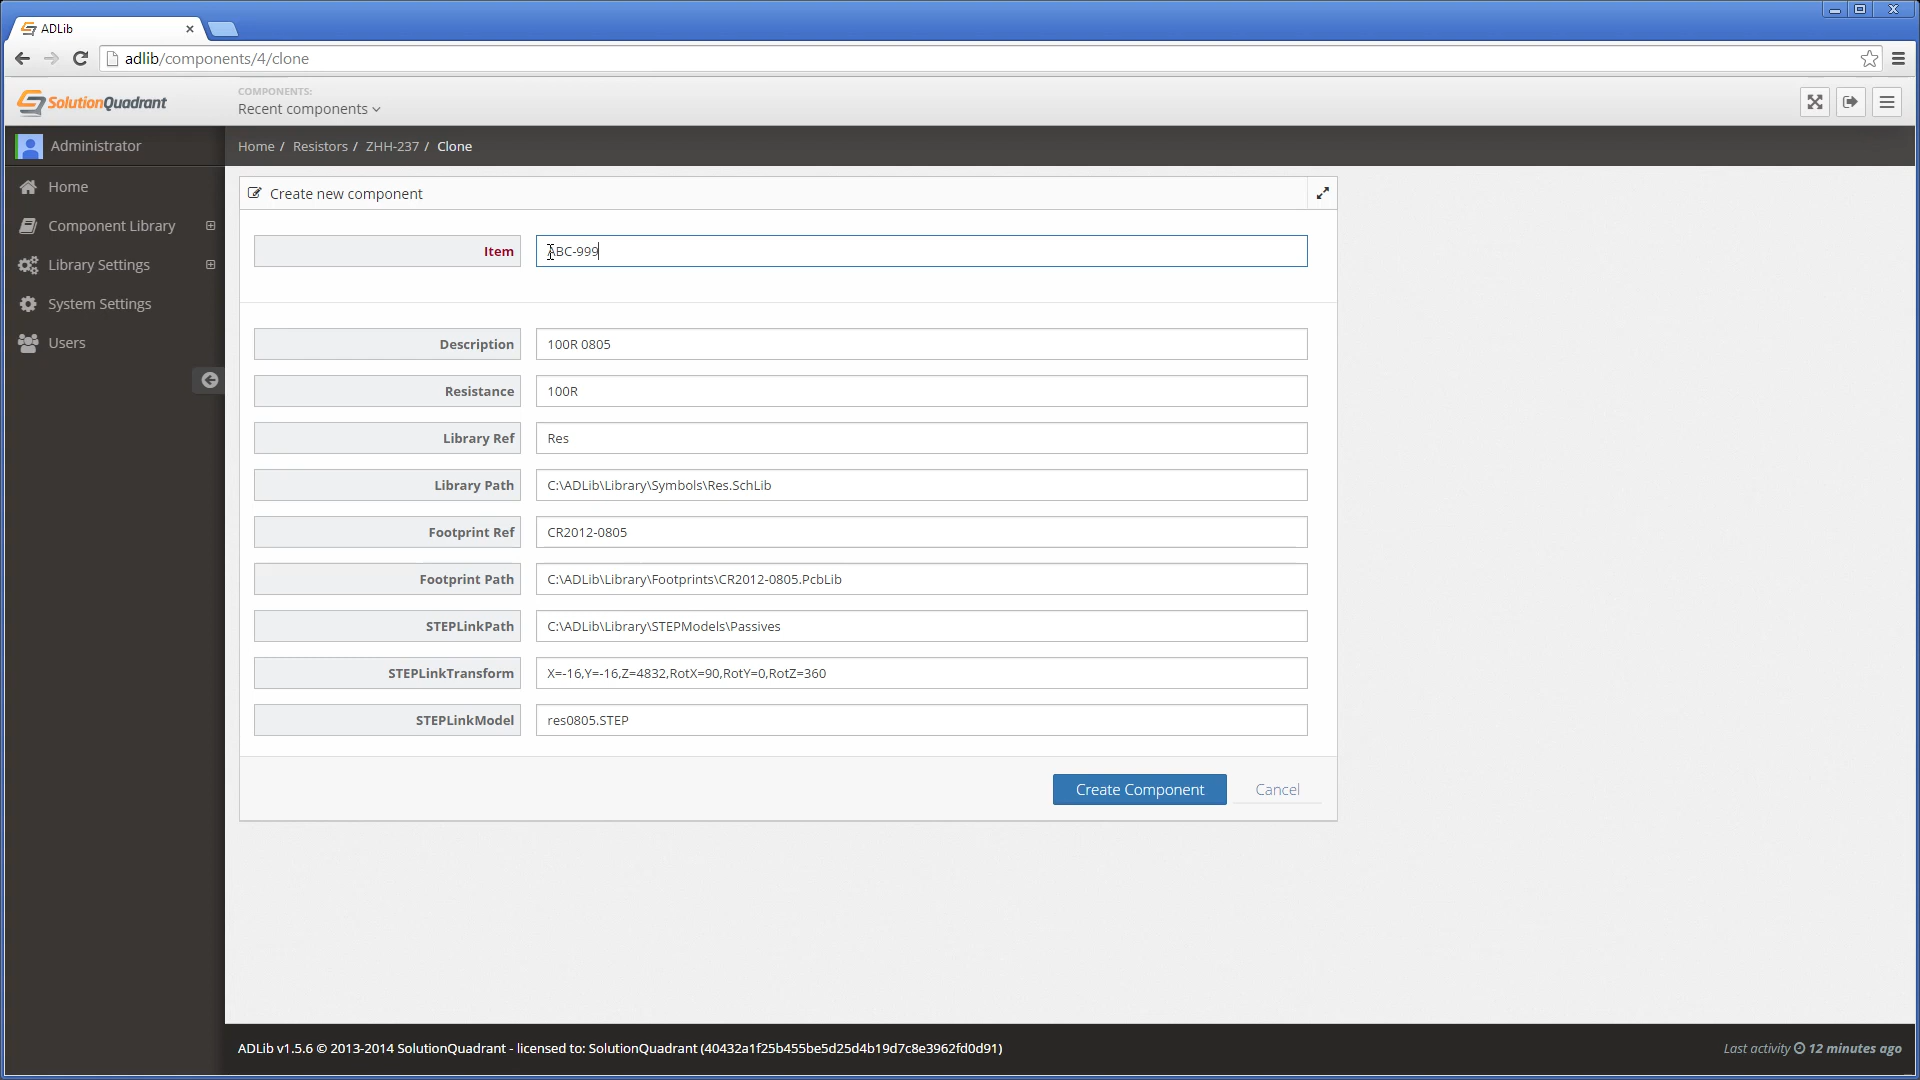 ADLib
adlib/components/4/clone
SolutionQuadrant
COMPONENTS:
Recent components
Administrator
Home / Resistors / ZHH-237 / Clone
Home
Component Library
Library Settings
System Settings
Users
Create new component
Item ABC-999
Description 100R 0805
Resistance 100R
Library Ref Res
Library Path C:\ADLib\Library\Symbols\Res.SchLib
Footprint Ref CR2012-0805
Footprint Path C:\ADLib\Library\Footprints\CR2012-0805.PcbLib
STEPLinkPath C:\ADLib\Library\STEPModels\Passives
STEPLinkTransform X=-16,Y=-16,Z=4832,RotX=90,RotY=0,RotZ=360
STEPLinkModel res0805.STEP
Create Component Cancel
ADLib v1.5.6 © 2013-2014 SolutionQuadrant - licensed to: SolutionQuadrant (40432a1f25b455be5d25d4b19d7c8e3962fd0d91)
Last activity 12 minutes ago